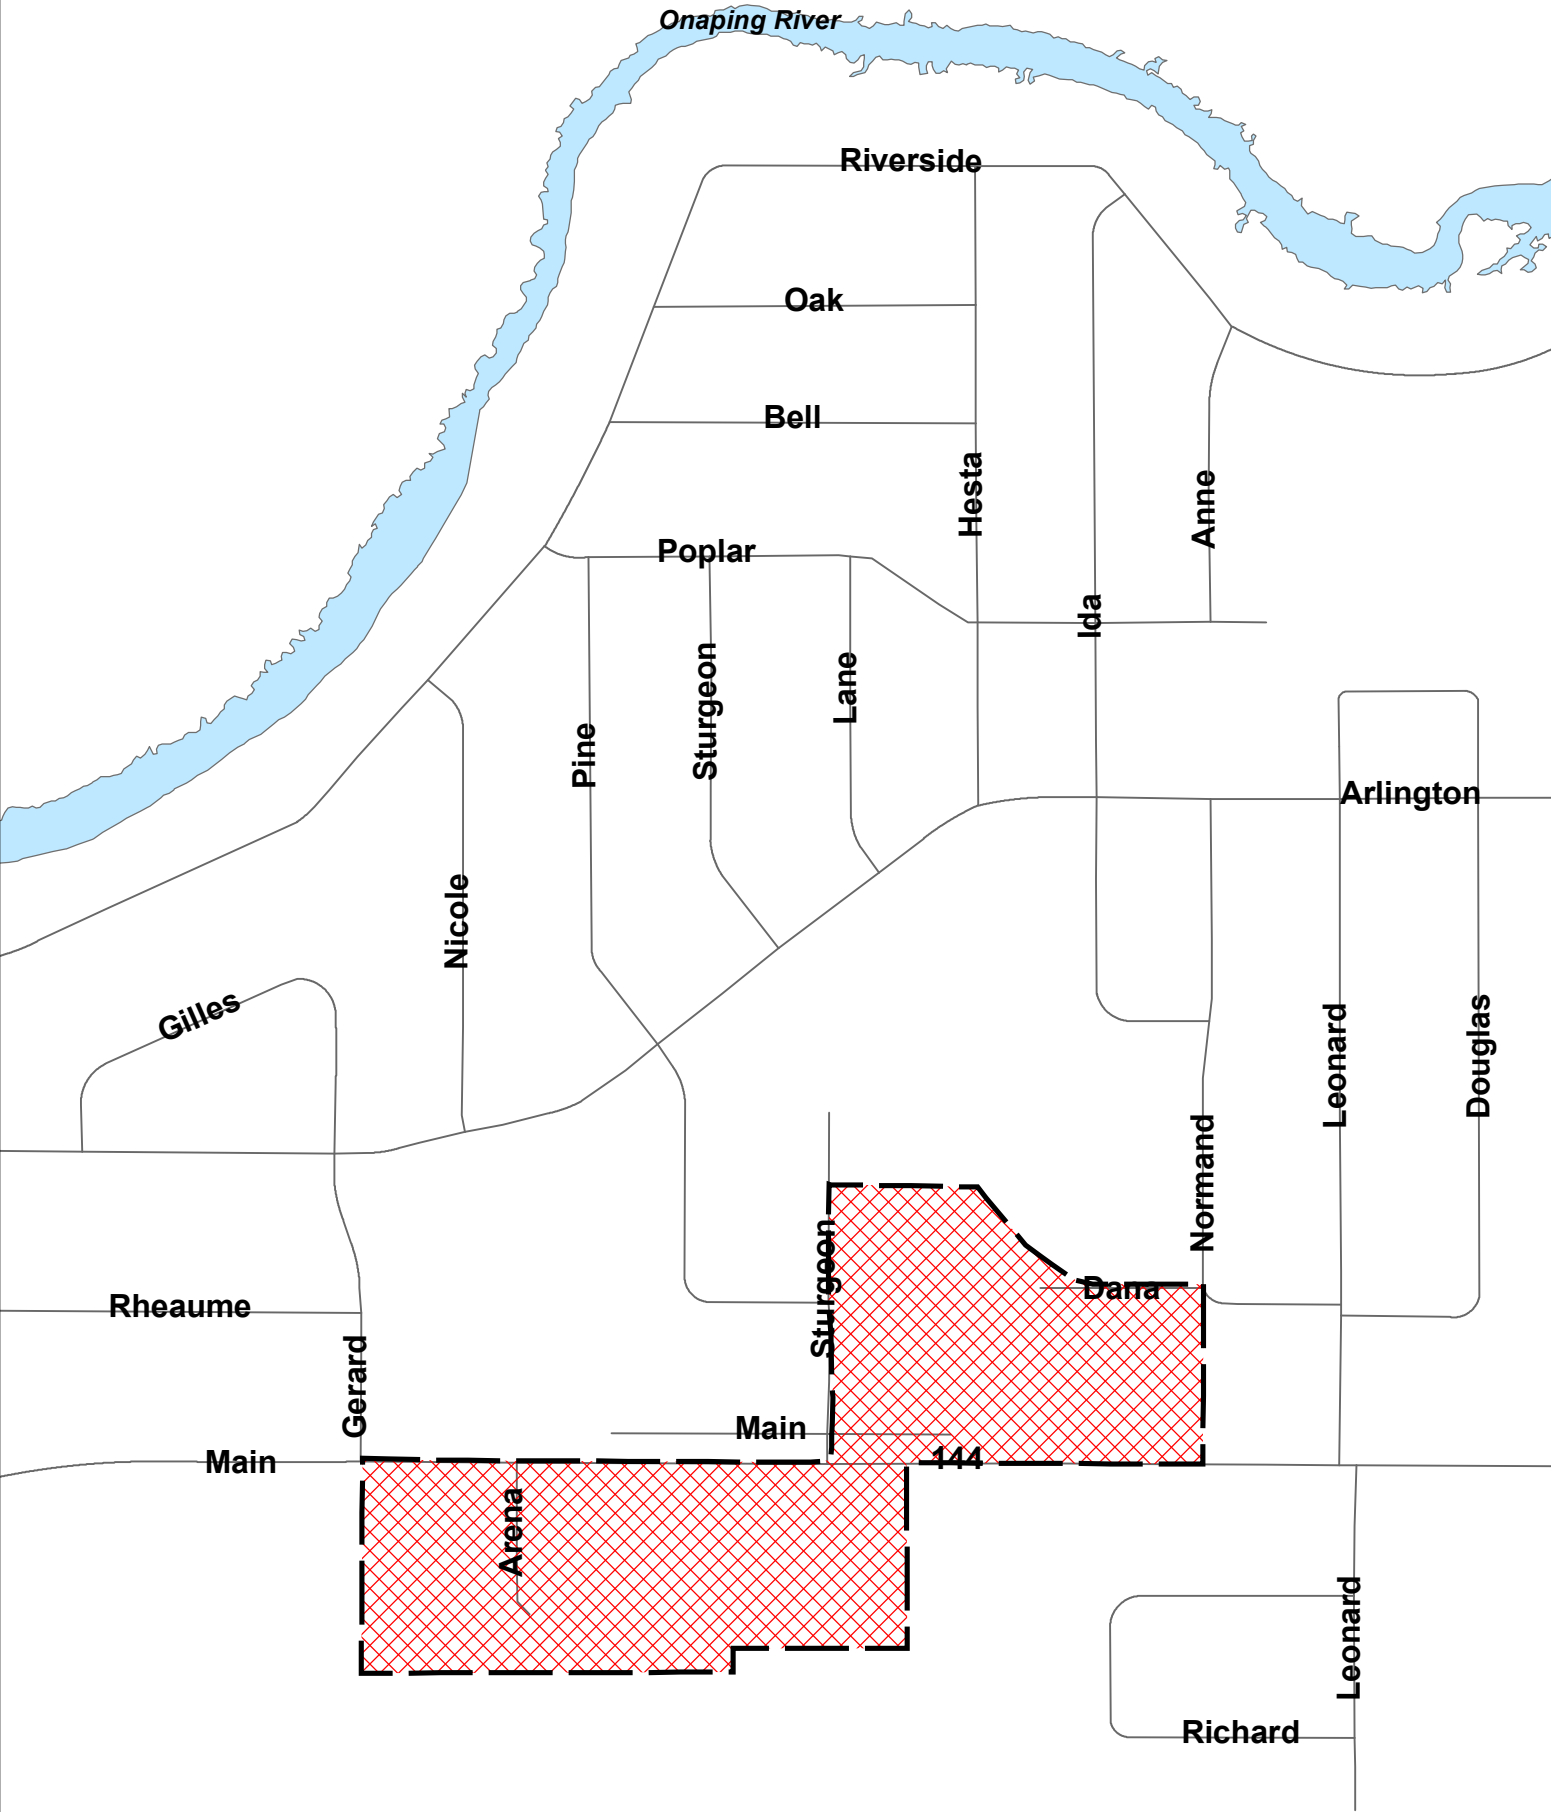 Onaping River
Riverside
Oak
Bell
Hesta
Anne
Poplar
Ida
Sturgeon
Lane
Pine
Arlington
Nicole
Gilles
Leonard
Douglas
Normand
Sturgeon
Dana
Rheaume
Gerard
Main
Main
144
Arena
Leonard
Richard